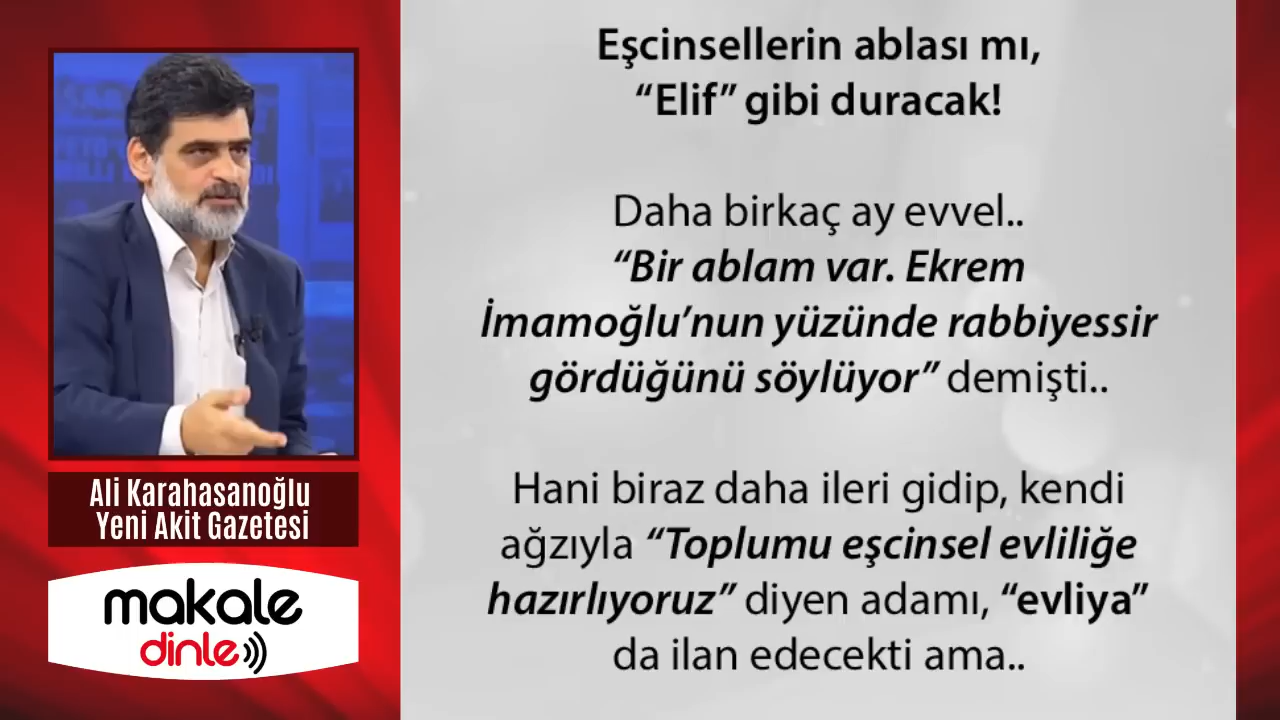 Eşcinsellerin ablası mı,
“Elif” gibi duracak!
Daha birkaç ay evvel..
“Bir ablam var. Ekrem
İmamoğlu’nun yüzünde rabbiyessir
gördüğünü söylüyor” demişti..
Hani biraz daha ileri gidip, kendi
ağzıyla “Toplumu eşcinsel evliliğe
hazırlıyoruz” diyen adamı, “evliya”
da ilan edecekti ama..
Ali Karahasanoğlu
Yeni Akit Gazetesi
makale
dinle